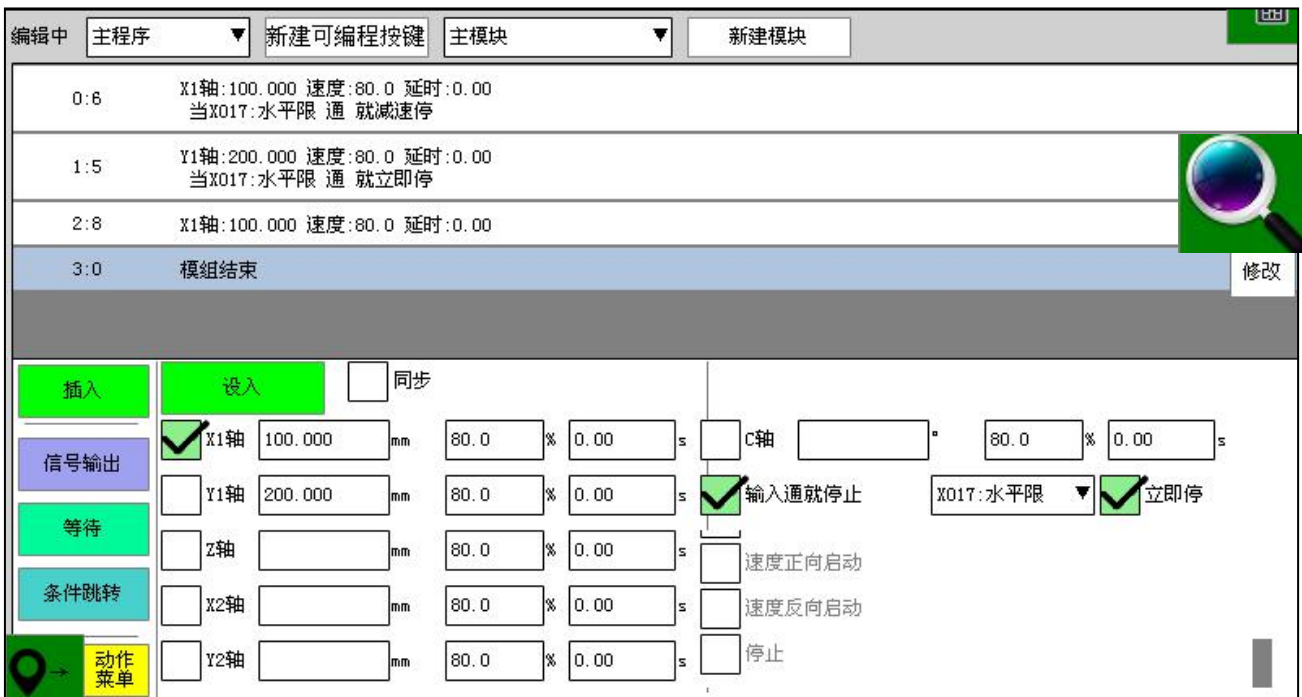 编辑中 主程序 ▼ 新建可编程按键 主模块 ▼ 新建模块
0:6 X1轴:100.000 速度:80.0 延时:0.00
当X017:水平限 通 就减速停
1:5 Y1轴:200.000 速度:80.0 延时:0.00
当X017:水平限 通 就立即停
2:8 X1轴:100.000 速度:80.0 延时:0.00
3:0 模组结束 修改
插入 设入 同步
X1轴 100.000 mm 80.0 % 0.00 s C轴 ° 80.0 % 0.00 s
信号输出
Y1轴 200.000 mm 80.0 % 0.00 s 输入通就停止 X017:水平限 ▼ 立即停
等待
Z轴 mm 80.0 % 0.00 s 速度正向启动
条件跳转
X2轴 mm 80.0 % 0.00 s 速度反向启动
动作
菜单
Y2轴 mm 80.0 % 0.00 s 停止